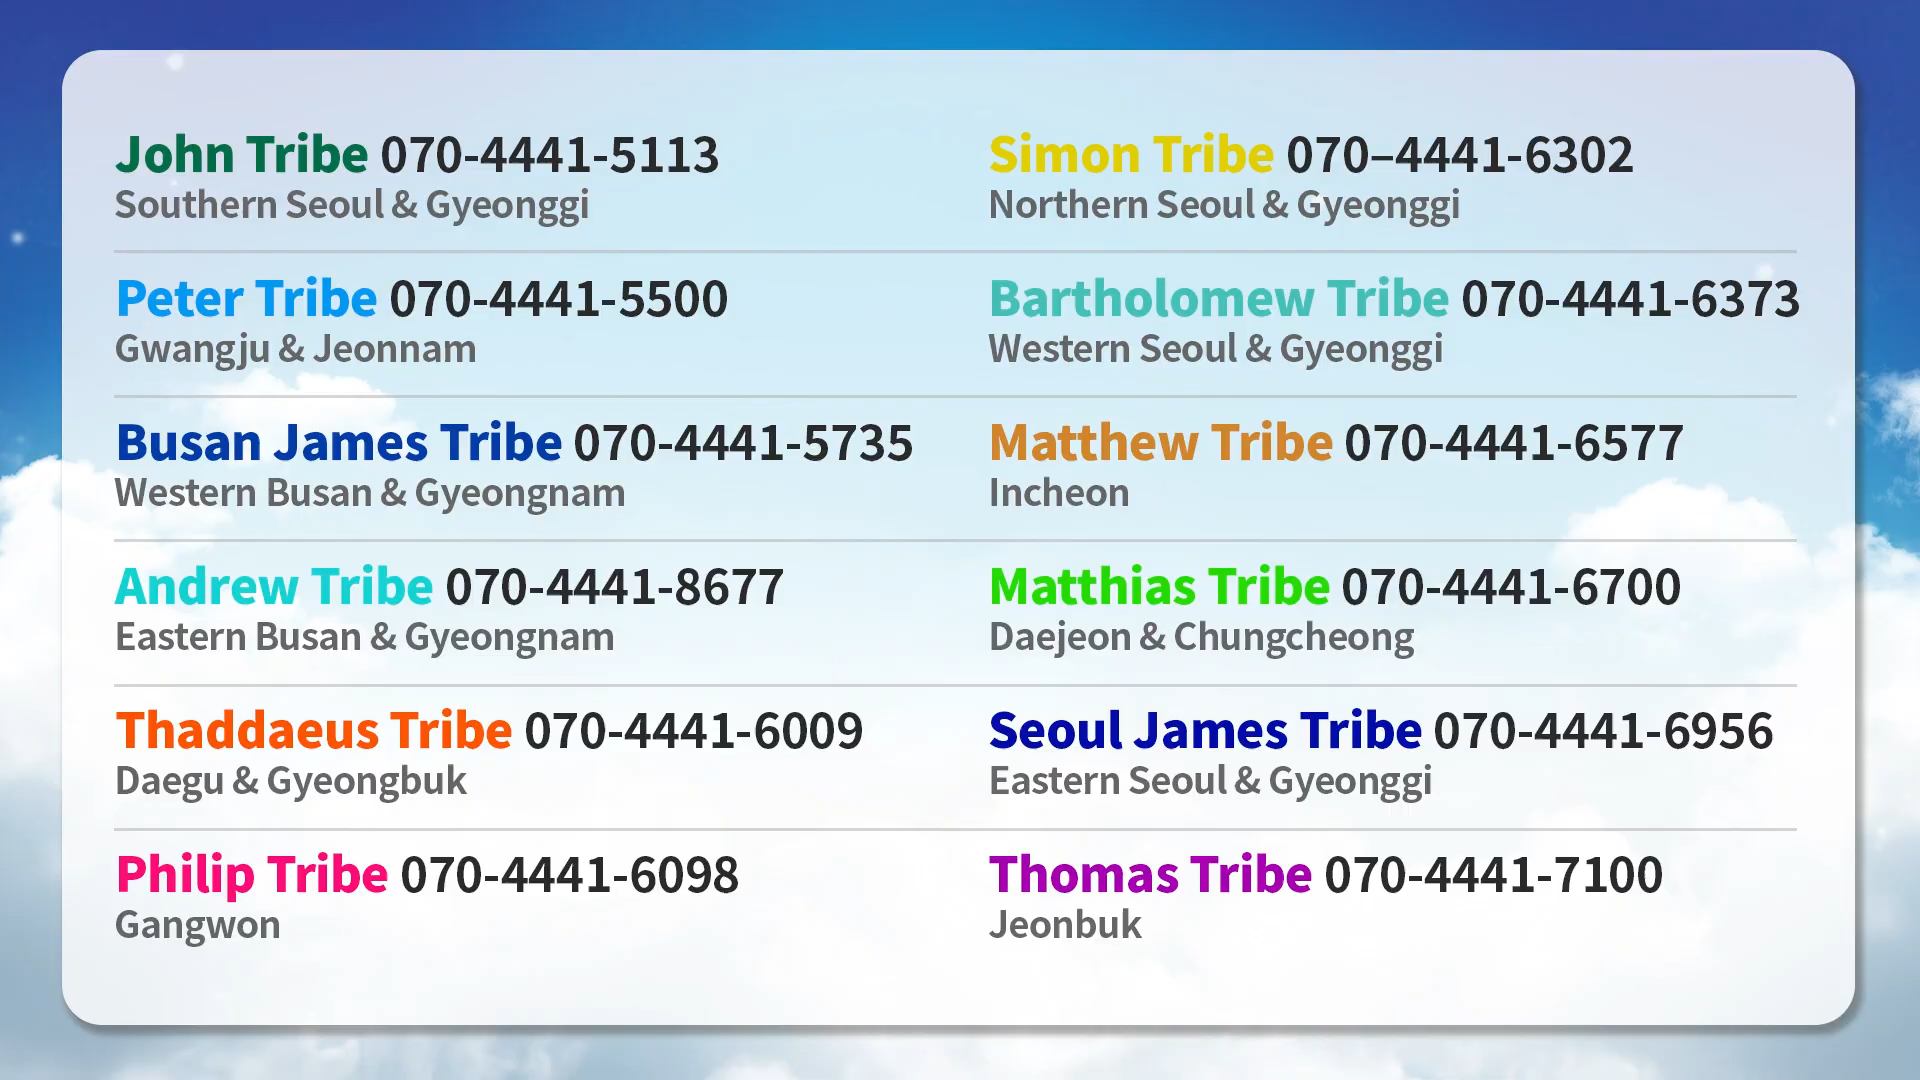 John Tribe 070-4441-5113
Southern Seoul & Gyeonggi
Simon Tribe 070–4441-6302
Northern Seoul & Gyeonggi
Peter Tribe 070-4441-5500
Gwangju & Jeonnam
Bartholomew Tribe 070-4441-6373
Western Seoul & Gyeonggi
Busan James Tribe 070-4441-5735
Western Busan & Gyeongnam
Matthew Tribe 070-4441-6577
Incheon
Andrew Tribe 070-4441-8677
Eastern Busan & Gyeongnam
Matthias Tribe 070-4441-6700
Daejeon & Chungcheong
Thaddaeus Tribe 070-4441-6009
Daegu & Gyeongbuk
Seoul James Tribe 070-4441-6956
Eastern Seoul & Gyeonggi
Philip Tribe 070-4441-6098
Gangwon
Thomas Tribe 070-4441-7100
Jeonbuk